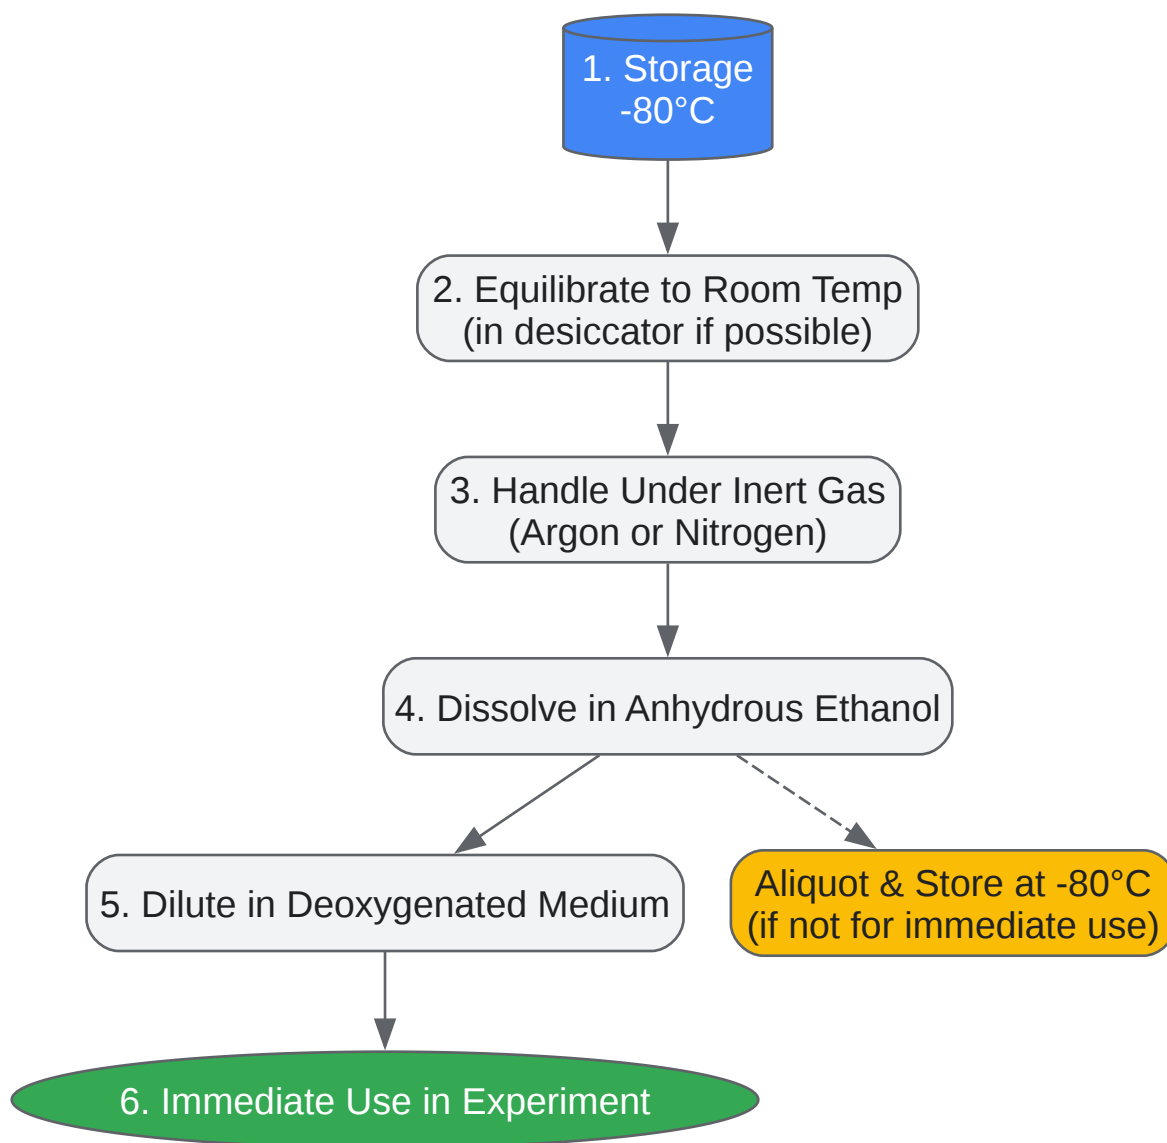 1. Storage
-80°C
2. Equilibrate to Room Temp
(in desiccator if possible)
3. Handle Under Inert Gas
(Argon or Nitrogen)
4. Dissolve in Anhydrous Ethanol
5. Dilute in Deoxygenated Medium
Aliquot & Store at -80°C
(if not for immediate use)
6. Immediate Use in Experiment